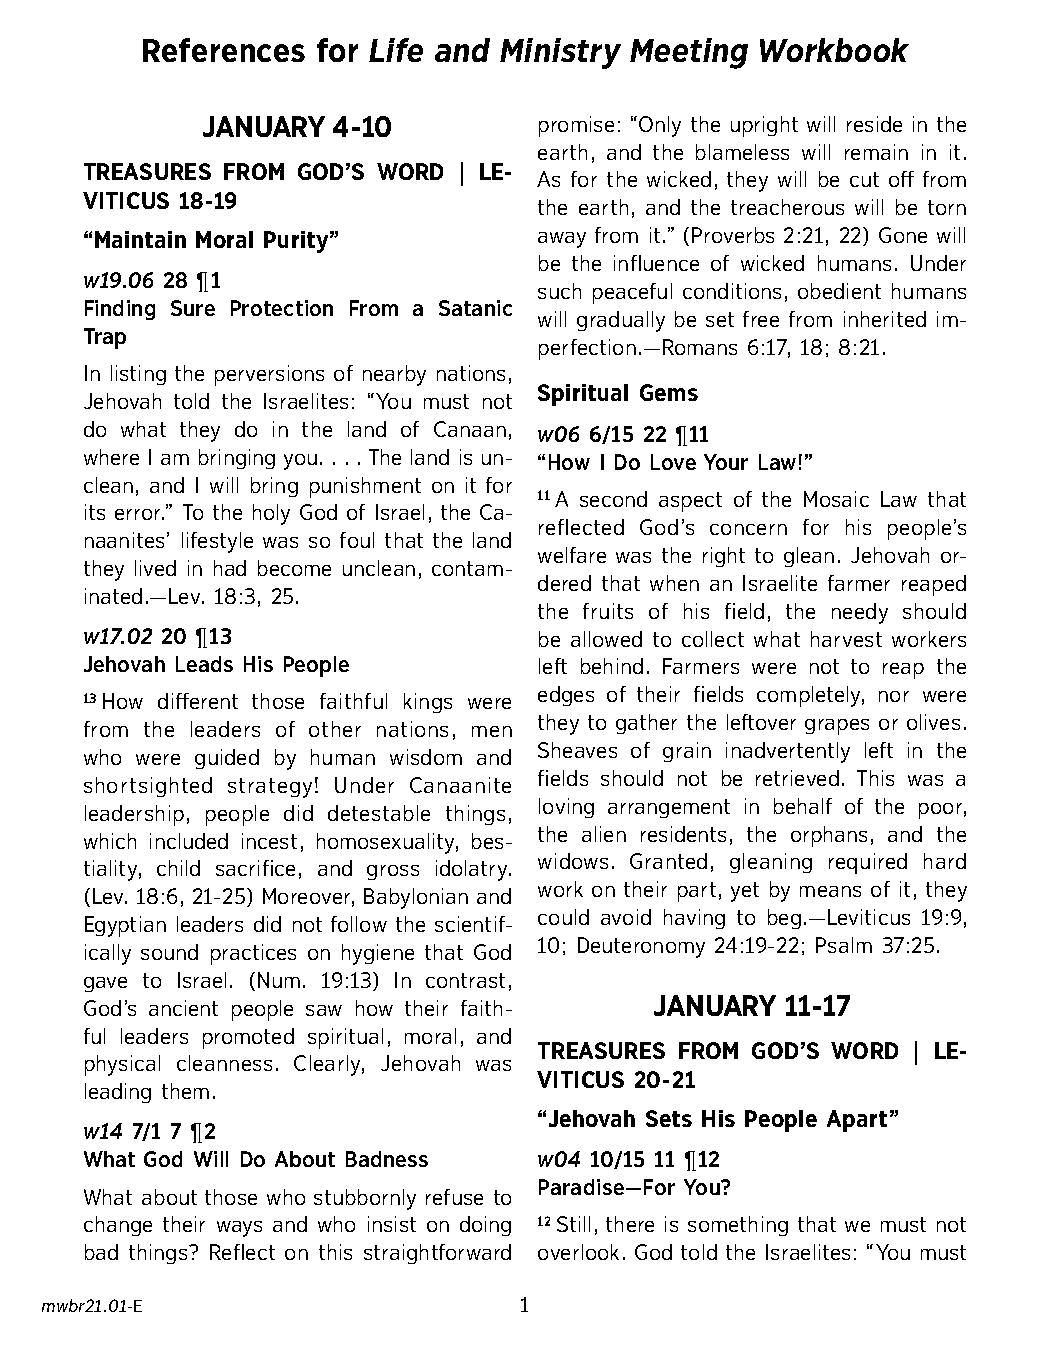 References for Life and Ministry Meeting Workbook
JANUARY 4-10
TREASURES FROM GOD'S WORD | LE-
VITICUS 18-19
“Maintain Moral Purity”
w19.06 28 ¶1
Finding Sure Protection From a Satanic
Trap
In listing the perversions of nearby nations,
Jehovah told the Israelites: “You must not
do what they do in the land of Canaan,
where I am bringing you. . . . The land is un-
clean, and I will bring punishment on it for
its error.” To the holy God of Israel, the Ca-
naanites’ lifestyle was so foul that the land
they lived in had become unclean, contam-
inated.—Lev. 18:3, 25.
w17.02 20 ¶13
Jehovah Leads His People
¹³ How different those faithful kings were
from the leaders of other nations, men
who were guided by human wisdom and
shortsighted strategy! Under Canaanite
leadership, people did detestable things,
which included incest, homosexuality, bes-
tiality, child sacrifice, and gross idolatry.
(Lev. 18:6, 21-25) Moreover, Babylonian and
Egyptian leaders did not follow the scientif-
ically sound practices on hygiene that God
gave to Israel. (Num. 19:13) In contrast,
God’s ancient people saw how their faith-
ful leaders promoted spiritual, moral, and
physical cleanness. Clearly, Jehovah was
leading them.
w14 7/1 7 ¶2
What God Will Do About Badness
What about those who stubbornly refuse to
change their ways and who insist on doing
bad things? Reflect on this straightforward
promise: “Only the upright will reside in the
earth, and the blameless will remain in it.
As for the wicked, they will be cut off from
the earth, and the treacherous will be torn
away from it.” (Proverbs 2:21, 22) Gone will
be the influence of wicked humans. Under
such peaceful conditions, obedient humans
will gradually be set free from inherited im-
perfection.—Romans 6:17, 18; 8:21.
Spiritual Gems
w06 6/15 22 ¶11
“How I Do Love Your Law!”
¹¹ A second aspect of the Mosaic Law that
reflected God’s concern for his people’s
welfare was the right to glean. Jehovah or-
dered that when an Israelite farmer reaped
the fruits of his field, the needy should
be allowed to collect what harvest workers
left behind. Farmers were not to reap the
edges of their fields completely, nor were
they to gather the leftover grapes or olives.
Sheaves of grain inadvertently left in the
fields should not be retrieved. This was a
loving arrangement in behalf of the poor,
the alien residents, the orphans, and the
widows. Granted, gleaning required hard
work on their part, yet by means of it, they
could avoid having to beg.—Leviticus 19:9,
10; Deuteronomy 24:19-22; Psalm 37:25.
JANUARY 11-17
TREASURES FROM GOD'S WORD | LE-
VITICUS 20-21
“Jehovah Sets His People Apart”
w04 10/15 11 ¶12
Paradise—For You?
¹² Still, there is something that we must not
overlook. God told the Israelites: “You must
mwbr21.01-E
1